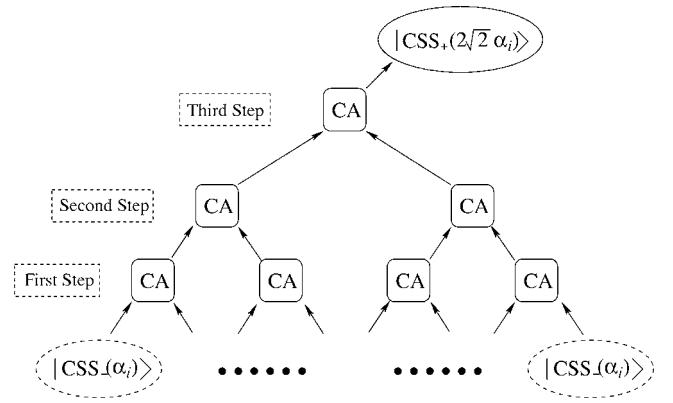 |CSS₊(2√2 αᵢ)⟩
Third Step
CA
Second Step
CA
CA
First Step
CA
CA
CA
CA
|CSS₋(αᵢ)⟩
|CSS₋(αᵢ)⟩